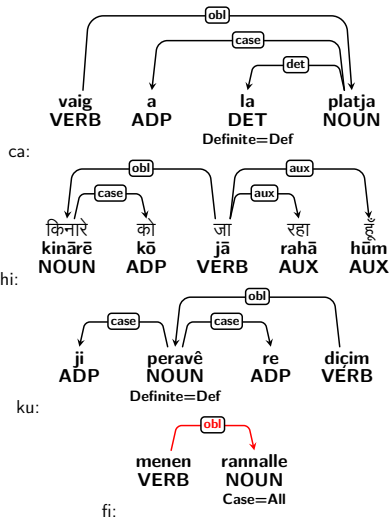 obl
case
det
vaig a la platja
VERB ADP DET NOUN
Definite=Def
ca:
obl aux
case aux
किनारे को जा रहा हूँ
kinārē kō jā rahā hūm̐
NOUN ADP VERB AUX AUX
hi:
obl
case case
ji peravê re diçim
ADP NOUN ADP VERB
Definite=Def
ku:
obl
menen rannalle
VERB NOUN
Case=All
fi: